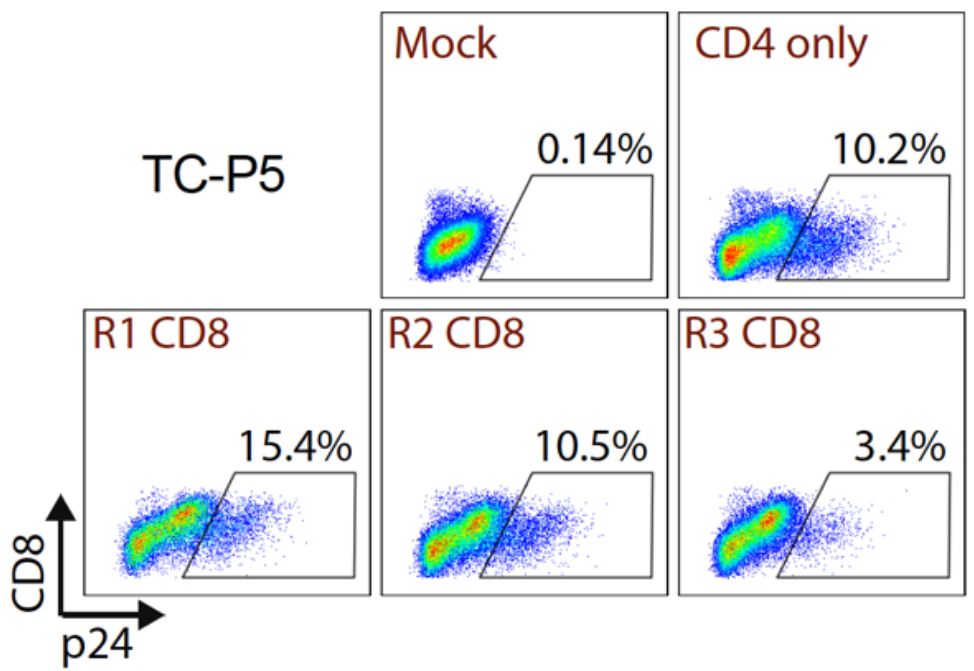 Mock
CD4 only
0.14%
10.2%
TC-P5
R1 CD8
R2 CD8
R3 CD8
15.4%
10.5%
3.4%
CD8
p24